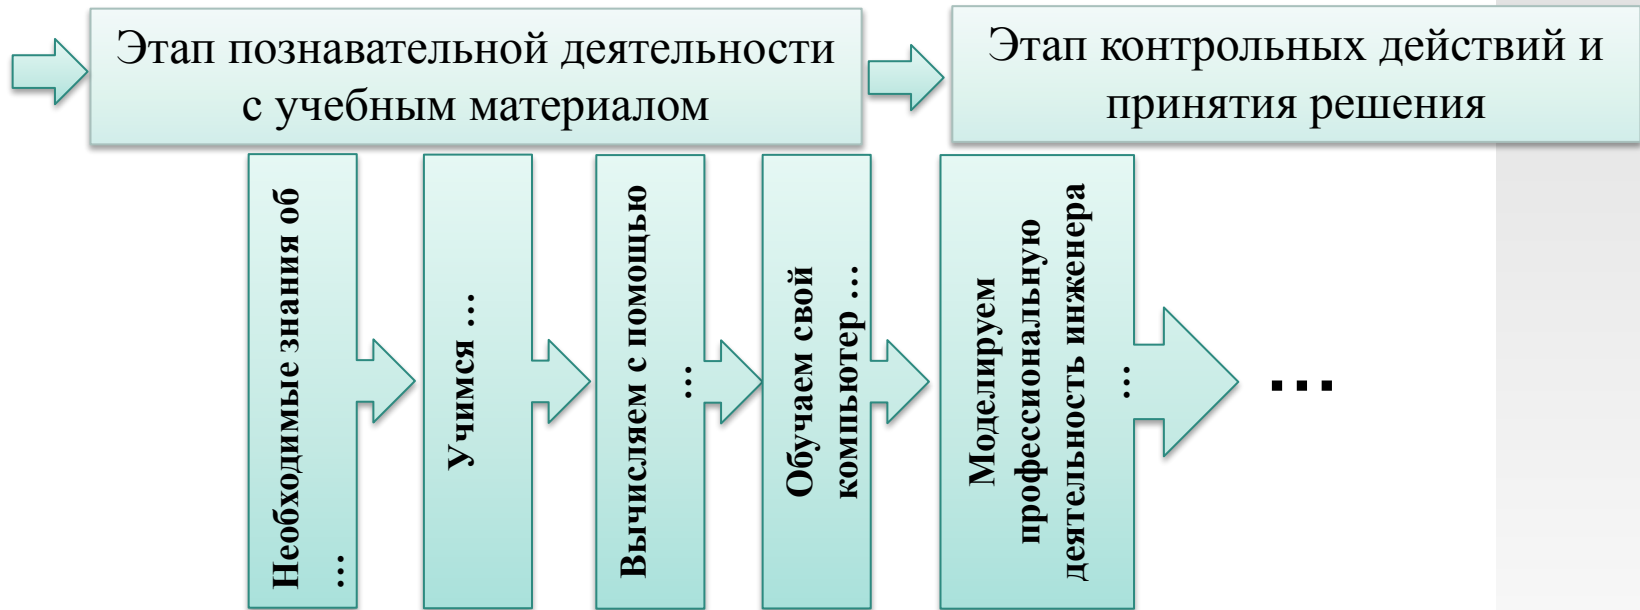 Этап познавательной деятельности
с учебным материалом
Этап контрольных действий и
принятия решения
Необходимые знания об
…
Учимся …
Вычисляем с помощью
…
Обучаем свой
компьютер …
Моделируем
профессиональную
деятельность инженера
…
…